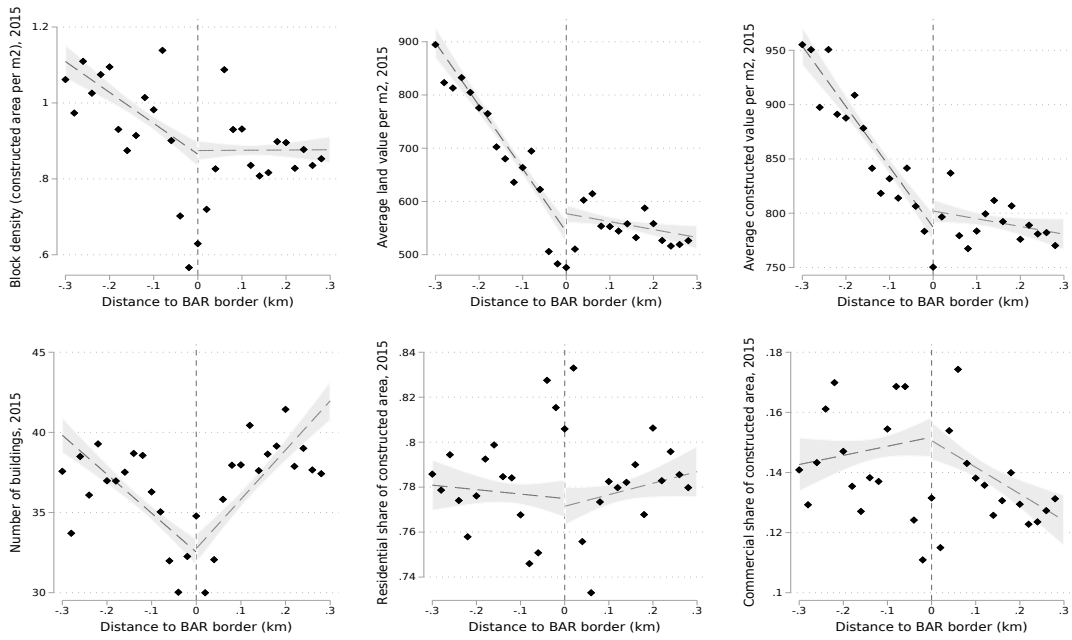 Block density (constructed area per m2), 2015
1.2
1
.8
.6
-.3 -.2 -.1 0 .1 .2 .3
Distance to BAR border (km)
Average land value per m2, 2015
900
800
700
600
500
-.3 -.2 -.1 0 .1 .2 .3
Distance to BAR border (km)
Average constructed value per m2, 2015
950
900
850
800
750
-.3 -.2 -.1 0 .1 .2 .3
Distance to BAR border (km)
Number of buildings, 2015
45
40
35
30
-.3 -.2 -.1 0 .1 .2 .3
Distance to BAR border (km)
Residential share of constructed area, 2015
.84
.82
.8
.78
.76
.74
-.3 -.2 -.1 0 .1 .2 .3
Distance to BAR border (km)
Commercial share of constructed area, 2015
.18
.16
.14
.12
.1
-.3 -.2 -.1 0 .1 .2 .3
Distance to BAR border (km)